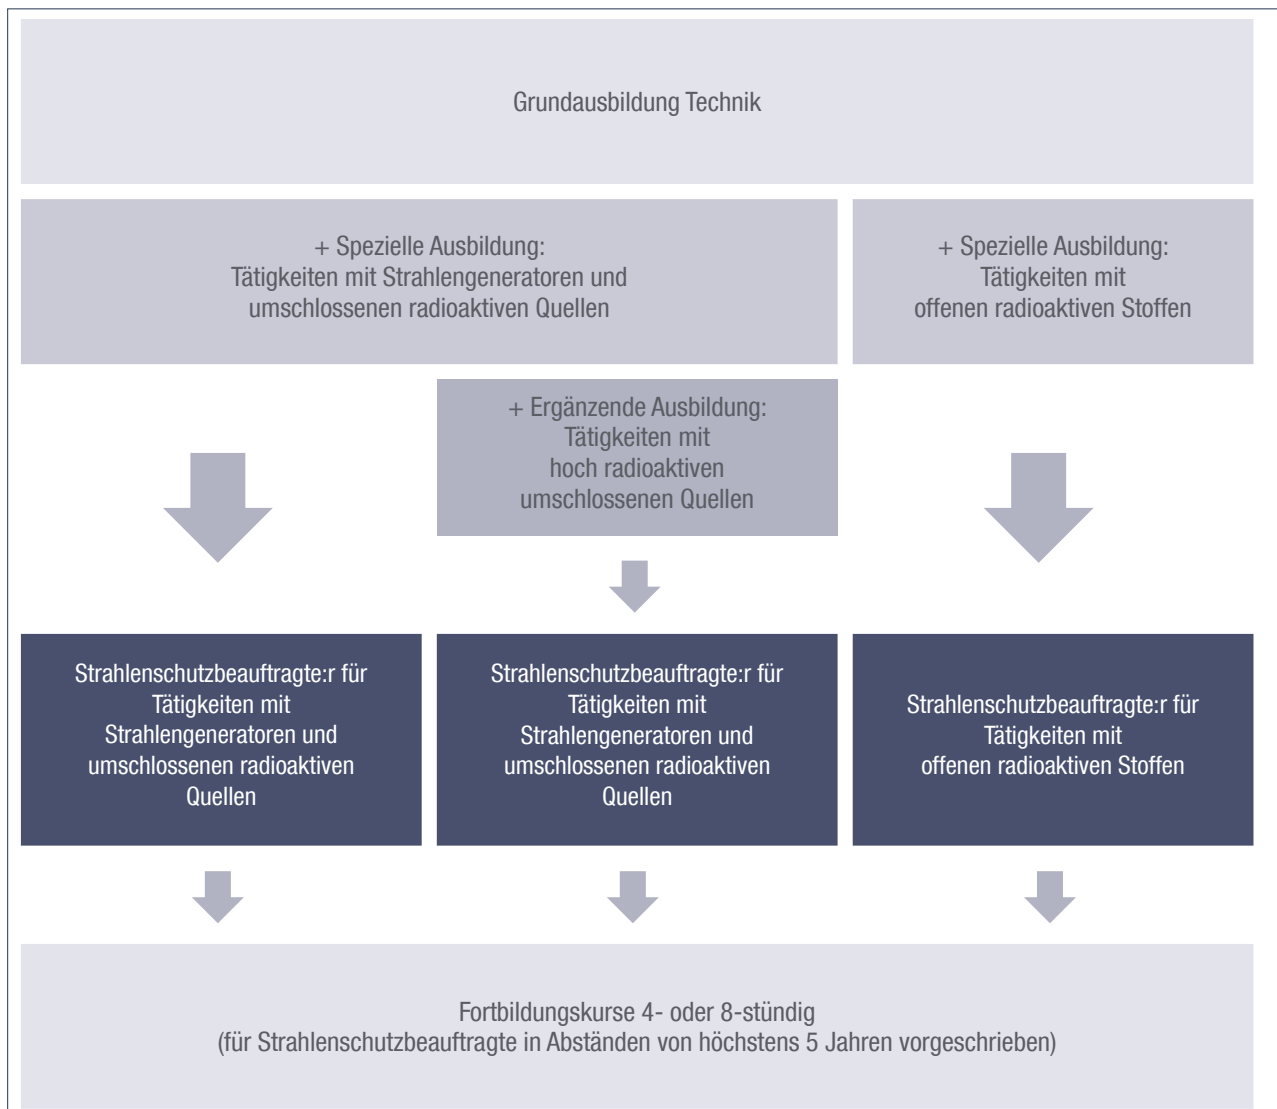 Grundausbildung Technik
+ Spezielle Ausbildung:
Tätigkeiten mit Strahlengeneratoren und
umschlossenen radioaktiven Quellen
+ Spezielle Ausbildung:
Tätigkeiten mit
offenen radioaktiven Stoffen
+ Ergänzende Ausbildung:
Tätigkeiten mit
hoch radioaktiven
umschlossenen Quellen
Strahlenschutzbeauftragte:r für
Tätigkeiten mit
Strahlengeneratoren und
umschlossenen radioaktiven
Quellen
Strahlenschutzbeauftragte:r für
Tätigkeiten mit
Strahlengeneratoren und
umschlossenen radioaktiven
Quellen
Strahlenschutzbeauftragte:r für
Tätigkeiten mit
offenen radioaktiven Stoffen
Fortbildungskurse 4- oder 8-stündig
(für Strahlenschutzbeauftragte in Abständen von höchstens 5 Jahren vorgeschrieben)